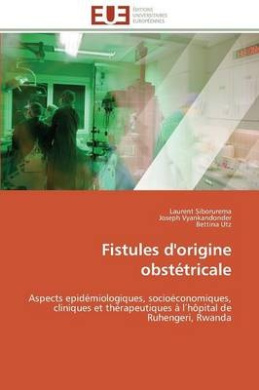 EUE
ÉDITIONS
UNIVERSITAIRES
EUROPÉENNES
Laurent Siborurema
Joseph Vyankandondera
Bettina Utz
Fistules d'origine
obstétricale
Aspects epidémiologiques, socioéconomiques,
cliniques et thérapeutiques à l'hôpital de
Ruhengeri, Rwanda